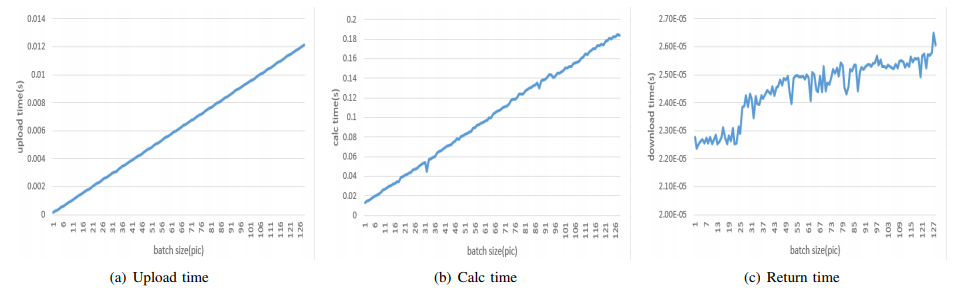 0.014
0.012
0.01
0.008
0.006
0.004
0.002
0
upload time(s)
1 6 11 16 21 26 31 36 41 46 51 56 61 66 71 76 81 86 91 96 101 106 111 116 121 126
batch size(pic)
(a) Upload time
0.2
0.18
0.16
0.14
0.12
0.1
0.08
0.06
0.04
0.02
0
calc time(s)
1 6 11 16 21 26 31 36 41 46 51 56 61 66 71 76 81 86 91 96 101 106 111 116 121 126
batch size(pic)
(b) Calc time
2.70E-05
2.60E-05
2.50E-05
2.40E-05
2.30E-05
2.20E-05
2.10E-05
2.00E-05
download time(s)
1 7 13 19 25 31 37 43 49 55 61 67 73 79 85 91 97 103 109 115 121 127
batch size(pic)
(c) Return time